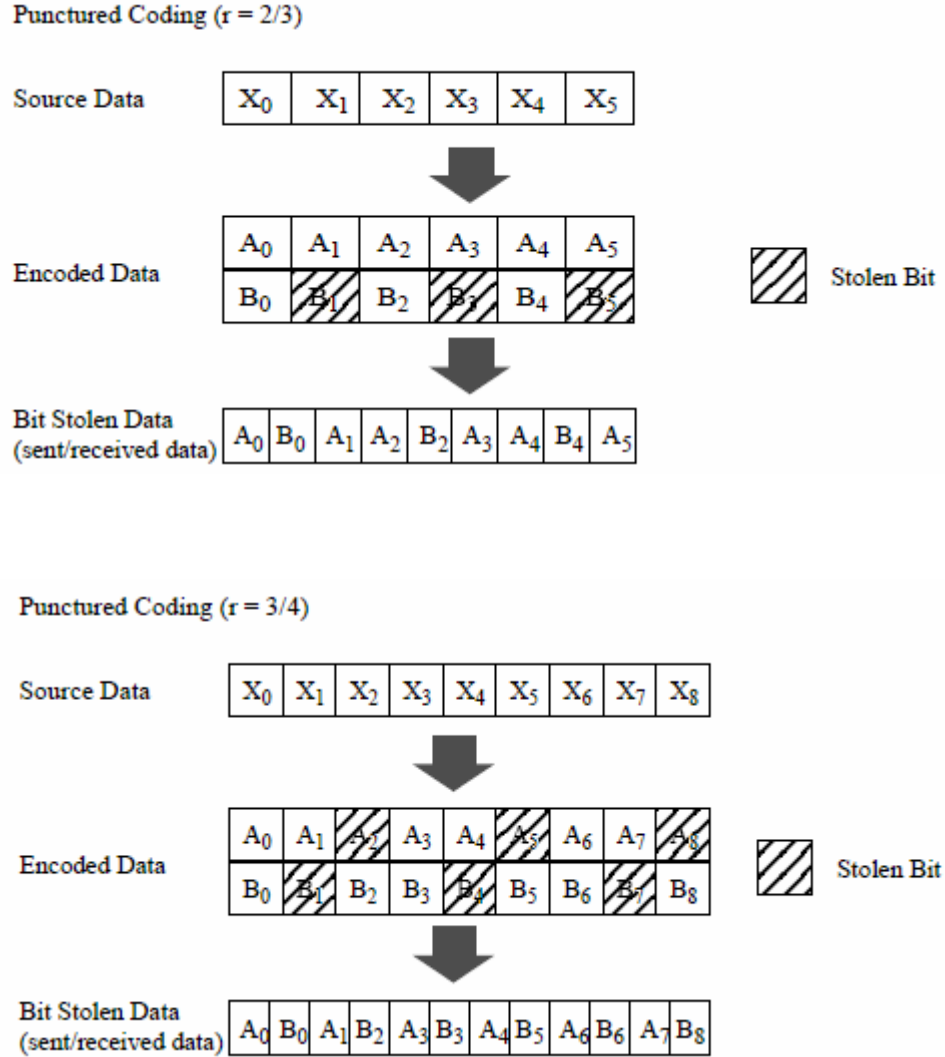 Punctured Coding (r = 2/3)
Source Data X₀ X₁ X₂ X₃ X₄ X₅
A₀ A₁ A₂ A₃ A₄ A₅
Encoded Data
B₀ B₁ B₂ B₃ B₄ B₅
Stolen Bit
Bit Stolen Data
(sent/received data)
A₀ B₀ A₁ A₂ B₂ A₃ A₄ B₄ A₅
Punctured Coding (r = 3/4)
Source Data X₀ X₁ X₂ X₃ X₄ X₅ X₆ X₇ X₈
A₀ A₁ A₂ A₃ A₄ A₅ A₆ A₇ A₈
Encoded Data
B₀ B₁ B₂ B₃ B₄ B₅ B₆ B₇ B₈
Stolen Bit
Bit Stolen Data
(sent/received data)
A₀ B₀ A₁ B₂ A₃ B₃ A₄ B₅ A₆ B₆ A₇ B₈